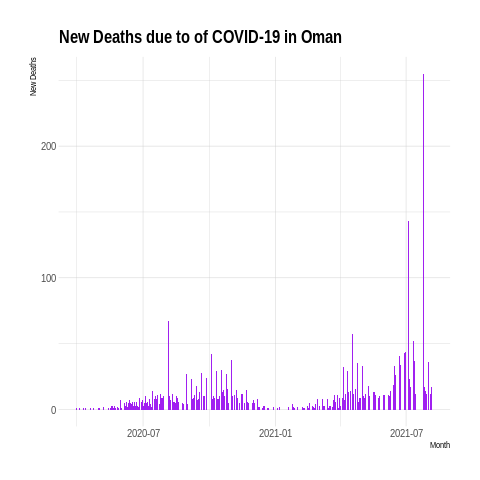 New Deaths due to of COVID-19 in Oman
New Deaths
200
100
0
2020-07
2021-01
2021-07
Month